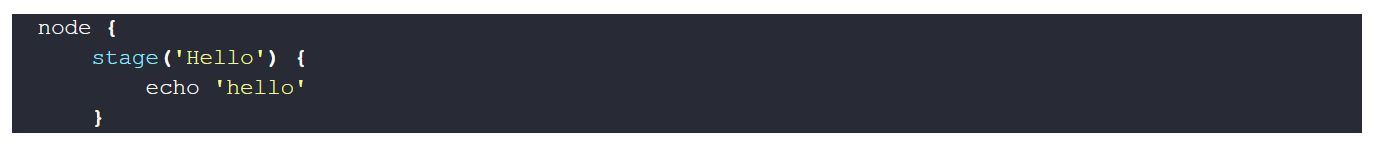 node {
    stage('Hello') {
        echo 'hello'
    }